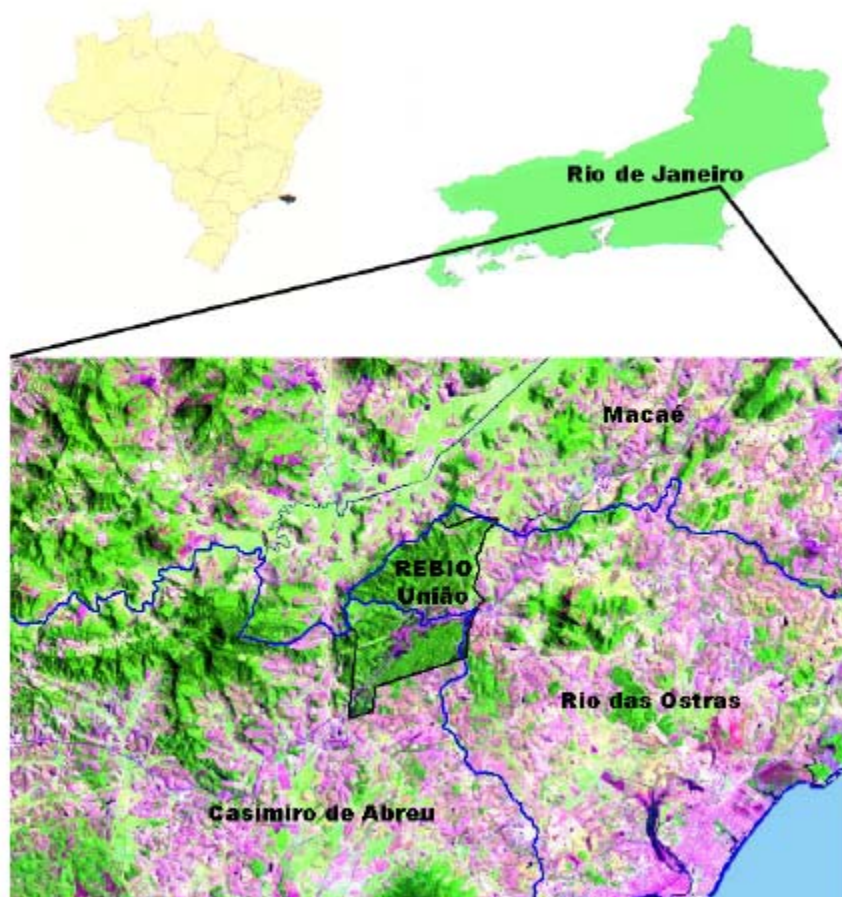 Rio de Janeiro
Macaé
REBIO
União
Rio das Ostras
Casimiro de Abreu